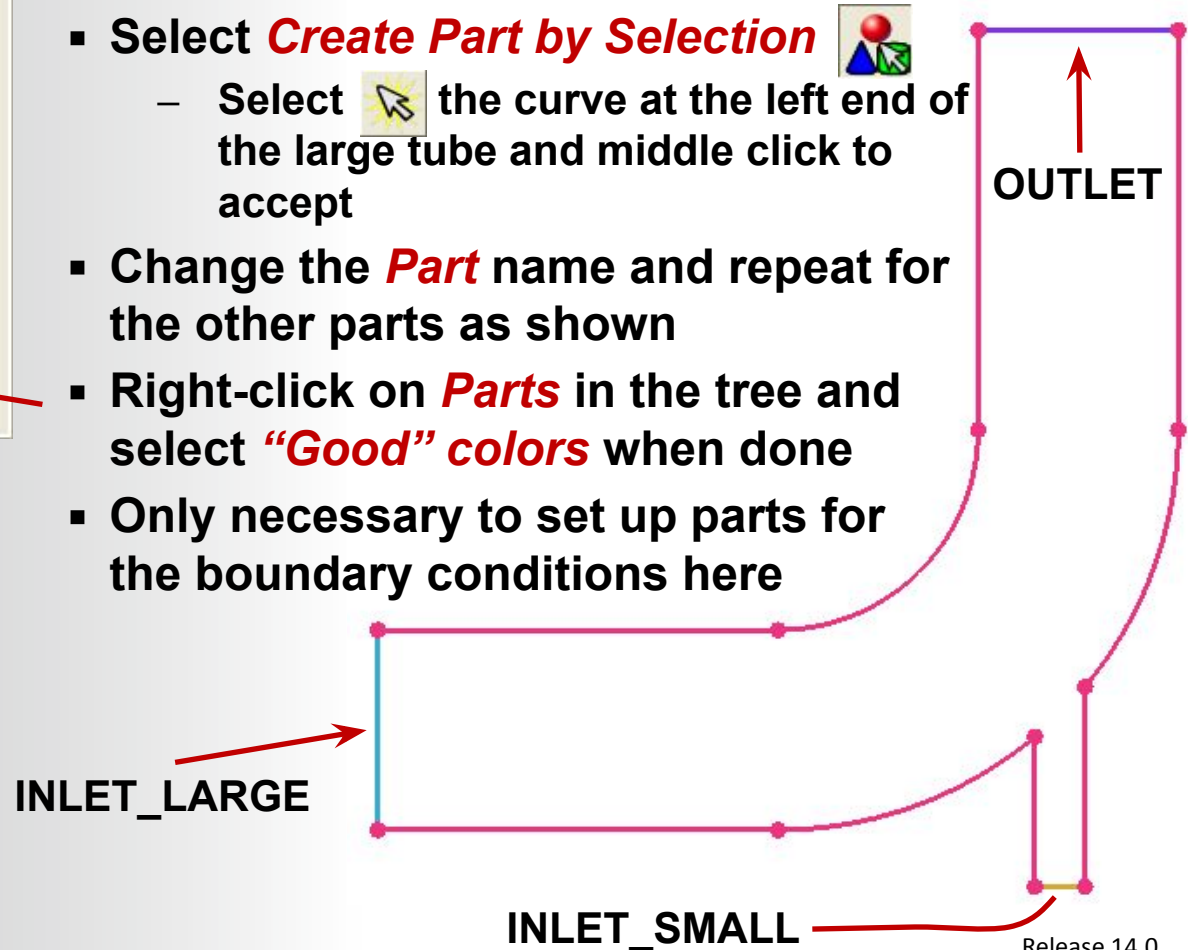 ▪ Select Create Part by Selection
– Select the curve at the left end of
the large tube and middle click to
accept
OUTLET
▪ Change the Part name and repeat for
the other parts as shown
▪ Right-click on Parts in the tree and
select “Good” colors when done
▪ Only necessary to set up parts for
the boundary conditions here
INLET_LARGE
INLET_SMALL
Release 14.0